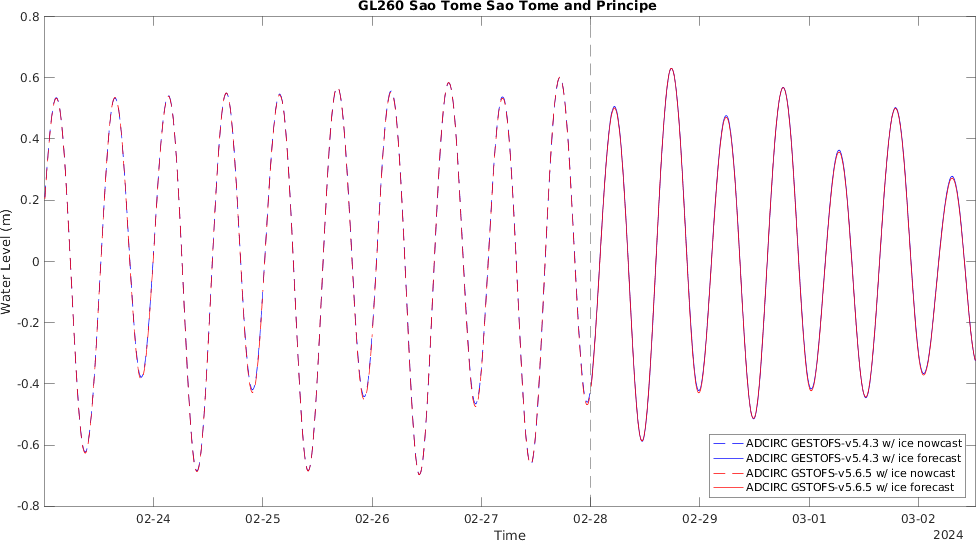 GL260 Sao Tome Sao Tome and Principe
0.8
0.6
0.4
0.2
0
-0.2
-0.4
-0.6
-0.8
Water Level (m)
ADCIRC GESTOFS-v5.4.3 w/ ice nowcast
ADCIRC GESTOFS-v5.4.3 w/ ice forecast
ADCIRC GSTOFS-v5.6.5 w/ ice nowcast
ADCIRC GSTOFS-v5.6.5 w/ ice forecast
02-24 02-25 02-26 02-27 02-28 02-29 03-01 03-02
Time
2024